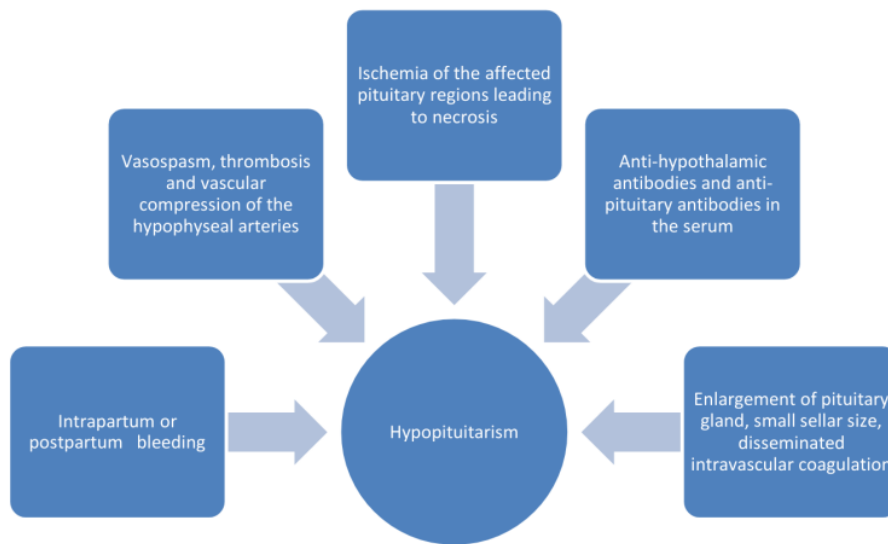 Ischemia of the affected
pituitary regions leading
to necrosis
Vasospasm, thrombosis
and vascular
compression of the
hypophyseal arteries
Anti-hypothalamic
antibodies and anti-
pituitary antibodies in
the serum
Intrapartum or
postpartum bleeding
Hypopituitarism
Enlargement of pituitary
gland, small sellar size,
disseminated
intravascular coagulation